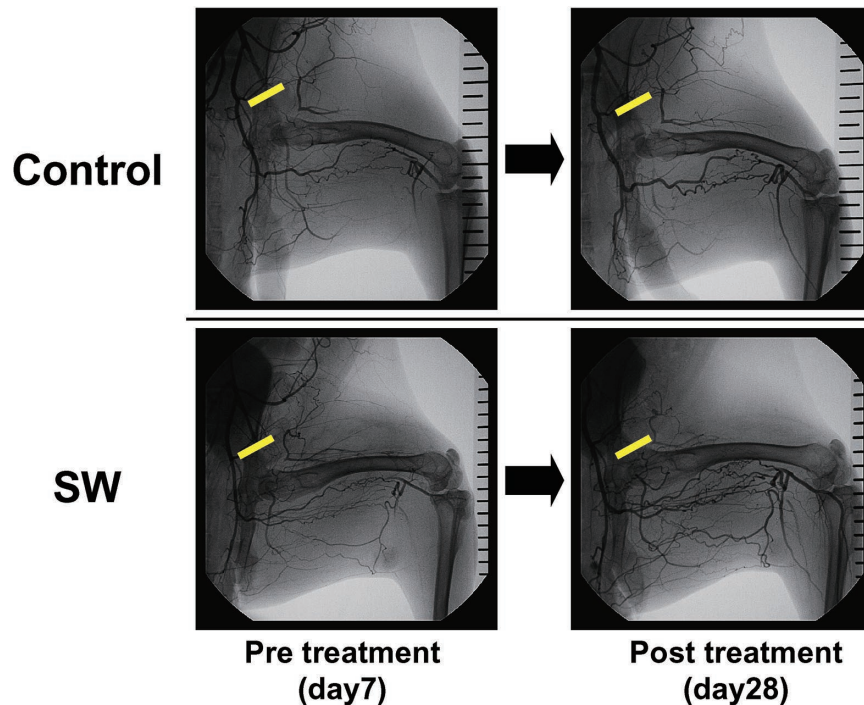 Control
SW
Pre treatment
(day7)
Post treatment
(day28)